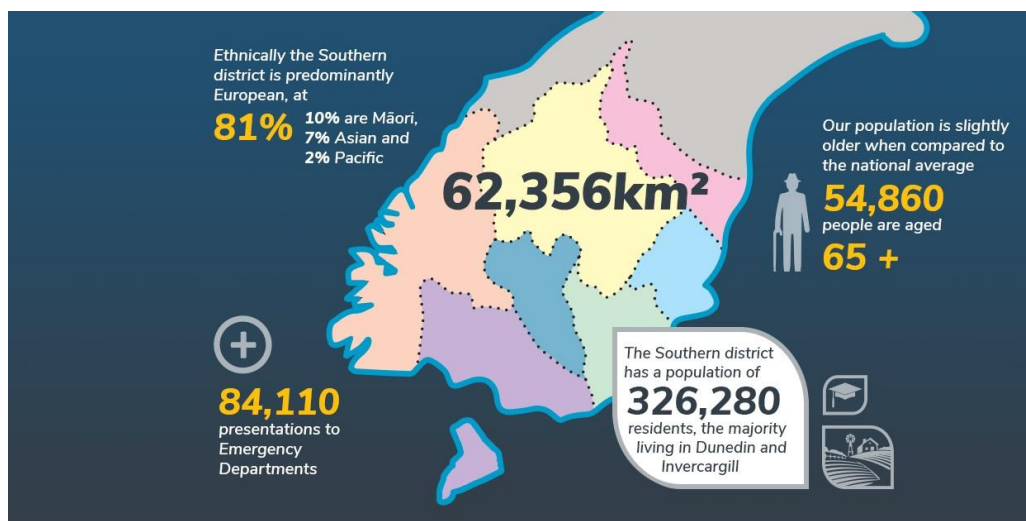 Ethnically the Southern
district is predominantly
European, at
81%
10% are Māori,
7% Asian and
2% Pacific
62,356km²
Our population is slightly
older when compared to
the national average
54,860
people are aged
65 +
84,110
presentations to
Emergency
Departments
The Southern district
has a population of
326,280
residents, the majority
living in Dunedin and
Invercargill